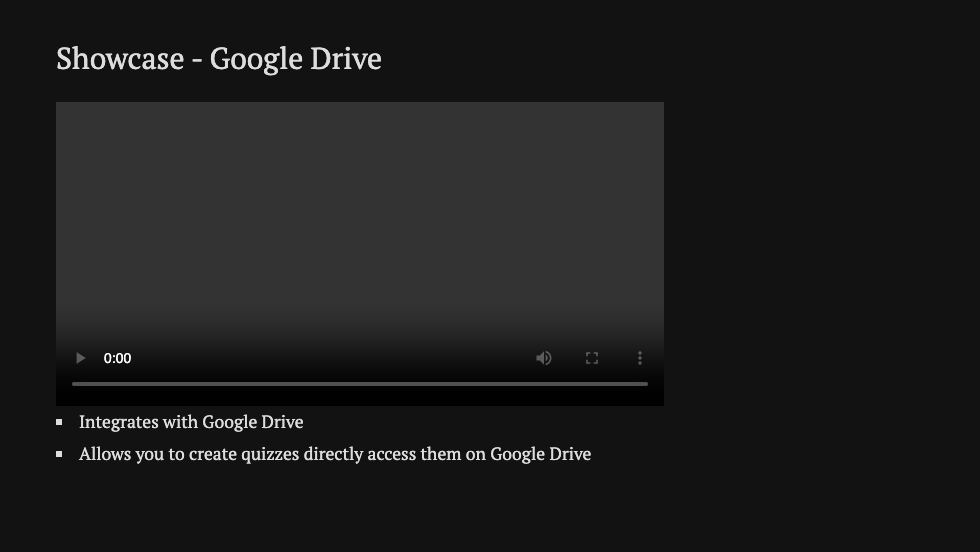 Showcase - Google Drive
0:00
Integrates with Google Drive
Allows you to create quizzes directly access them on Google Drive